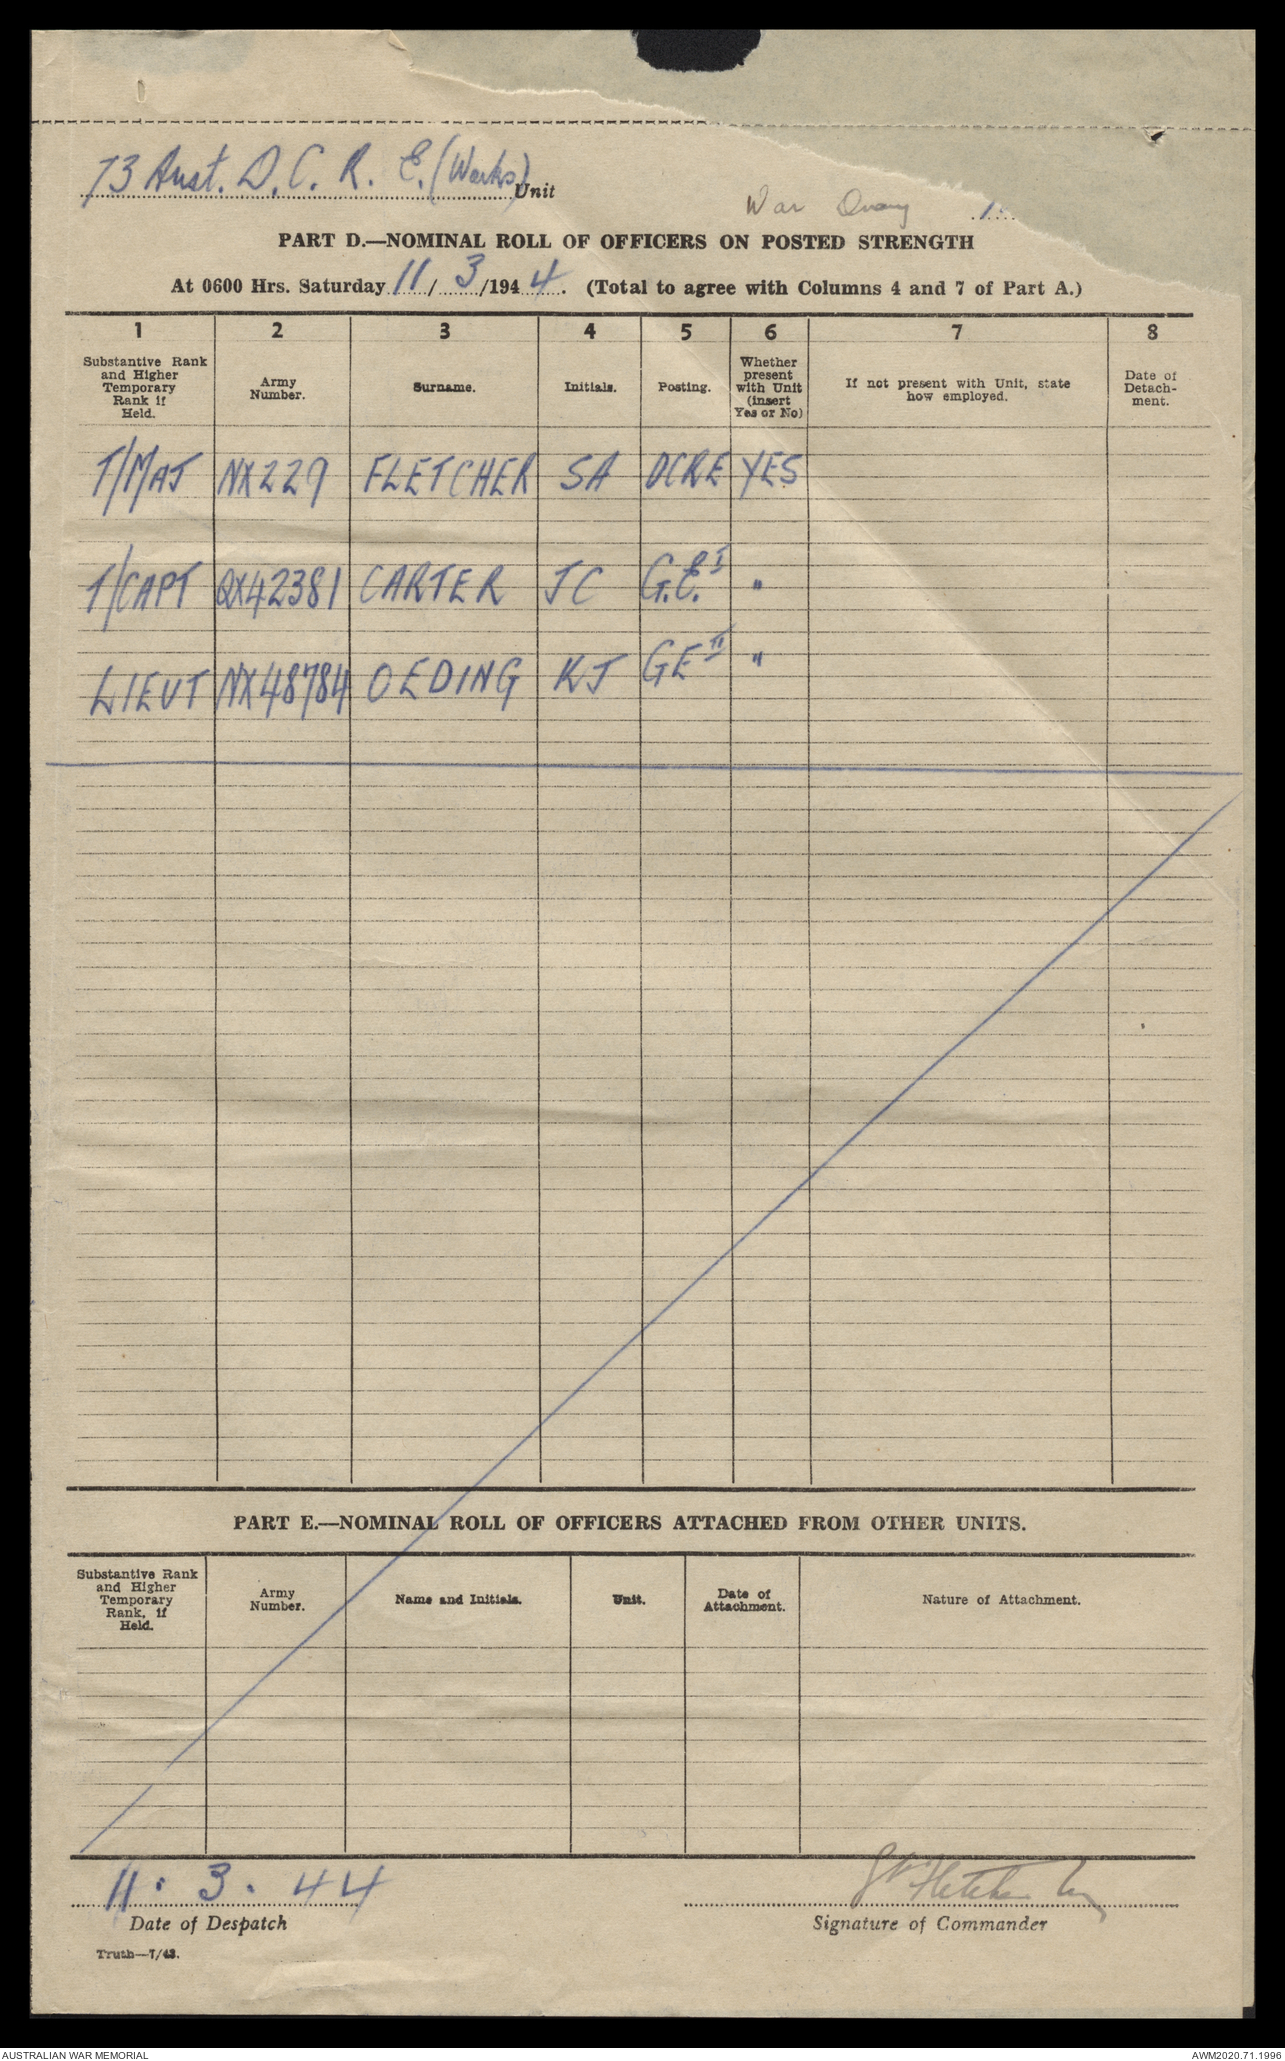 73 Aust. D.C.R.E. (Works) Unit
War Diary
PART D.—NOMINAL ROLL OF OFFICERS ON POSTED STRENGTH
At 0600 Hrs. Saturday 11/3/1944. (Total to agree with Columns 4 and 7 of Part A.)
1 2 3 4 5 6 7 8
Substantive Rank and Higher Temporary Rank if Held.
Army Number.
Surname.
Initials.
Posting.
Whether present with Unit (insert Yes or No)
If not present with Unit, state how employed.
Date of Detach-ment.
T/MAJ NX229 FLETCHER SA DCRE YES
T/CAPT QX42381 CARTER JC G.E. I "
LIEUT NX48784 OEDING KJ GE II "
PART E.—NOMINAL ROLL OF OFFICERS ATTACHED FROM OTHER UNITS.
Substantive Rank and Higher Temporary Rank, if Held.
Army Number.
Name and Initials.
Unit.
Date of Attachment.
Nature of Attachment.
11. 3. 44
Fletcher
Date of Despatch
Signature of Commander
Truth—7/43.
AUSTRALIAN WAR MEMORIAL
AWM2020.71.1996